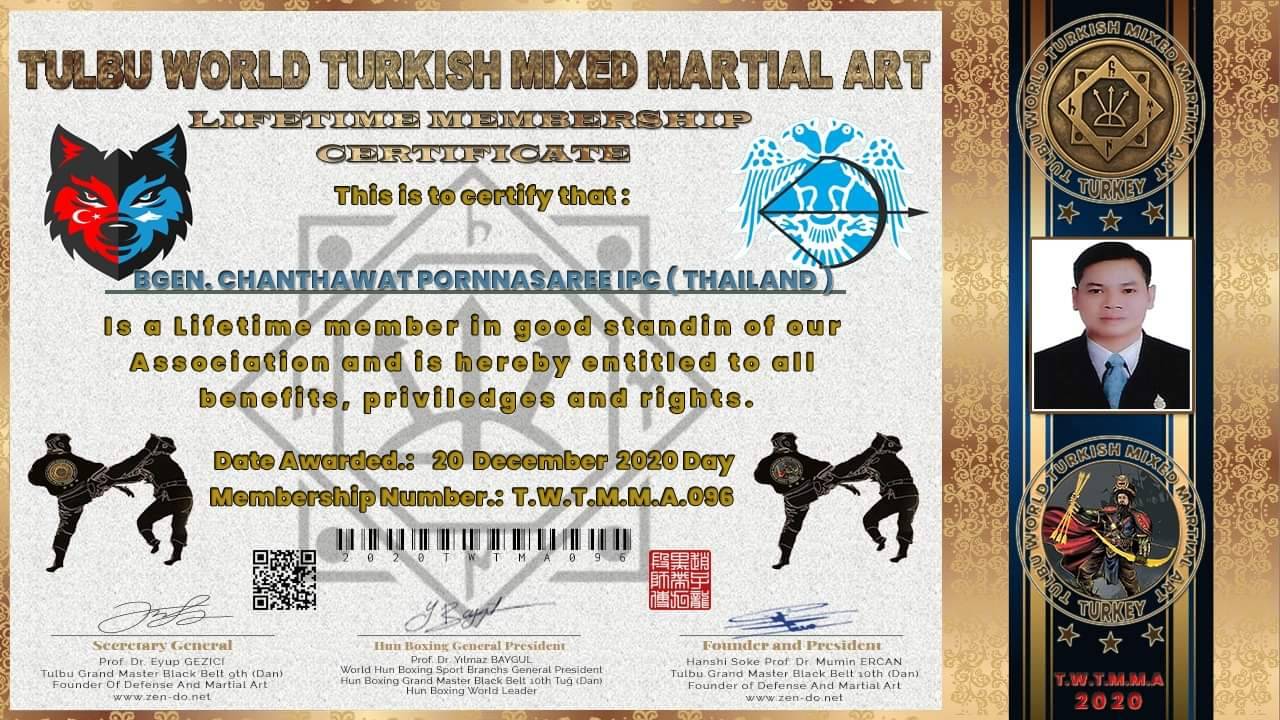 TULBU WORLD TURKISH MIXED MARTIAL ART
LIFETIME MEMBERSHIP
CERTIFICATE
This is to certify that :
BGEN. CHANTHAWAT PORNNASAREE IPC ( THAILAND )
Is a Lifetime member in good standin of our
Association and is hereby entitled to all
benefits, priviledges and rights.
Date Awarded.: 20 December 2020 Day
Membership Number.: T.W.T.M.M.A.096
2020TWTMA096
Secretary General
Prof. Dr. Eyup GEZICI
Tulbu Grand Master Black Belt 9th (Dan)
Founder Of Defense And Martial Art
www.zen-do.net
Hun Boxing General President
Prof. Dr. Yılmaz BAYGUL
World Hun Boxing Sport Branchs General President
Hun Boxing Grand Master Black Belt 10th Tuğ (Dan)
Hun Boxing World Leader
Founder and President
Hanshi Soke Prof. Dr. Mumin ERCAN
Tulbu Grand Master Black Belt 10th (Dan)
Founder of Defense And Martial Art
www.zen-do.net
TULBU WORLD TURKISH MIXED MARTIAL ART
TURKEY
TULBU WORLD TURKISH MIXED MARTIAL ART
TURKEY
T.W.T.M.M.A
2020